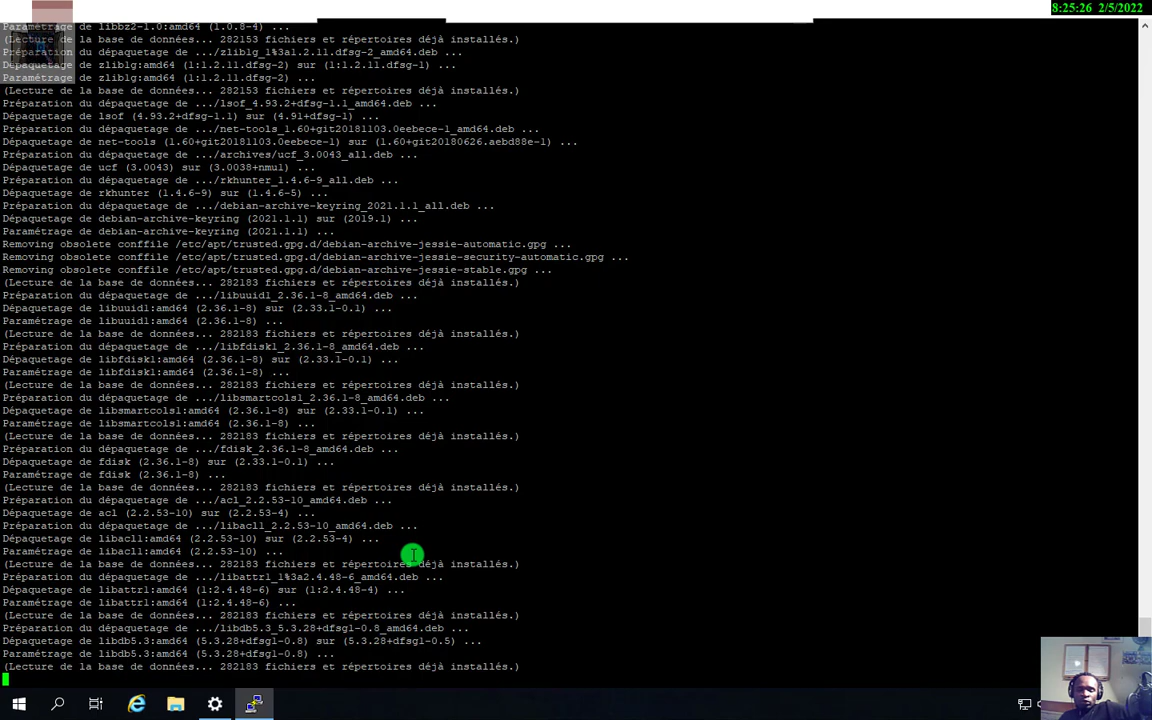 8:25:26 2/5/2022
Paramétrage de libbz2-1.0:amd64 (1.0.8-4) ...
(Lecture de la base de données... 282153 fichiers et répertoires déjà installés.)
Préparation du dépaquetage de .../zlib1g_1%3a1.2.11.dfsg-2_amd64.deb ...
Dépaquetage de zlib1g:amd64 (1:1.2.11.dfsg-2) sur (1:1.2.11.dfsg-1) ...
Paramétrage de zlib1g:amd64 (1:1.2.11.dfsg-2) ...
(Lecture de la base de données... 282153 fichiers et répertoires déjà installés.)
Préparation du dépaquetage de .../lsof_4.93.2+dfsg-1.1_amd64.deb ...
Dépaquetage de lsof (4.93.2+dfsg-1.1) sur (4.91+dfsg-1) ...
Préparation du dépaquetage de .../net-tools_1.60+git20181103.0eebece-1_amd64.deb ...
Dépaquetage de net-tools (1.60+git20181103.0eebece-1) sur (1.60+git20180626.aebd88e-1) ...
Préparation du dépaquetage de .../archives/ucf_3.0043_all.deb ...
Dépaquetage de ucf (3.0043) sur (3.0038+nmu1) ...
Préparation du dépaquetage de .../rkhunter_1.4.6-9_all.deb ...
Dépaquetage de rkhunter (1.4.6-9) sur (1.4.6-5) ...
Préparation du dépaquetage de .../debian-archive-keyring_2021.1.1_all.deb ...
Dépaquetage de debian-archive-keyring (2021.1.1) sur (2019.1) ...
Paramétrage de debian-archive-keyring (2021.1.1) ...
Removing obsolete conffile /etc/apt/trusted.gpg.d/debian-archive-jessie-automatic.gpg ...
Removing obsolete conffile /etc/apt/trusted.gpg.d/debian-archive-jessie-security-automatic.gpg ...
Removing obsolete conffile /etc/apt/trusted.gpg.d/debian-archive-jessie-stable.gpg ...
(Lecture de la base de données... 282183 fichiers et répertoires déjà installés.)
Préparation du dépaquetage de .../libuuid1_2.36.1-8_amd64.deb ...
Dépaquetage de libuuid1:amd64 (2.36.1-8) sur (2.33.1-0.1) ...
Paramétrage de libuuid1:amd64 (2.36.1-8) ...
(Lecture de la base de données... 282183 fichiers et répertoires déjà installés.)
Préparation du dépaquetage de .../libfdisk1_2.36.1-8_amd64.deb ...
Dépaquetage de libfdisk1:amd64 (2.36.1-8) sur (2.33.1-0.1) ...
Paramétrage de libfdisk1:amd64 (2.36.1-8) ...
(Lecture de la base de données... 282183 fichiers et répertoires déjà installés.)
Préparation du dépaquetage de .../libsmartcols1_2.36.1-8_amd64.deb ...
Dépaquetage de libsmartcols1:amd64 (2.36.1-8) sur (2.33.1-0.1) ...
Paramétrage de libsmartcols1:amd64 (2.36.1-8) ...
(Lecture de la base de données... 282183 fichiers et répertoires déjà installés.)
Préparation du dépaquetage de .../fdisk_2.36.1-8_amd64.deb ...
Dépaquetage de fdisk (2.36.1-8) sur (2.33.1-0.1) ...
Paramétrage de fdisk (2.36.1-8) ...
(Lecture de la base de données... 282183 fichiers et répertoires déjà installés.)
Préparation du dépaquetage de .../acl_2.2.53-10_amd64.deb ...
Dépaquetage de acl (2.2.53-10) sur (2.2.53-4) ...
Préparation du dépaquetage de .../libacl1_2.2.53-10_amd64.deb ...
Dépaquetage de libacl1:amd64 (2.2.53-10) sur (2.2.53-4) ...
Paramétrage de libacl1:amd64 (2.2.53-10) ...
(Lecture de la base de données... 282183 fichiers et répertoires déjà installés.)
Préparation du dépaquetage de .../libattr1_1%3a2.4.48-6_amd64.deb ...
Dépaquetage de libattr1:amd64 (1:2.4.48-6) sur (1:2.4.48-4) ...
Paramétrage de libattr1:amd64 (1:2.4.48-6) ...
(Lecture de la base de données... 282183 fichiers et répertoires déjà installés.)
Préparation du dépaquetage de .../libdb5.3_5.3.28+dfsg1-0.8_amd64.deb ...
Dépaquetage de libdb5.3:amd64 (5.3.28+dfsg1-0.8) sur (5.3.28+dfsg1-0.5) ...
Paramétrage de libdb5.3:amd64 (5.3.28+dfsg1-0.8) ...
(Lecture de la base de données... 282183 fichiers et répertoires déjà installés.)